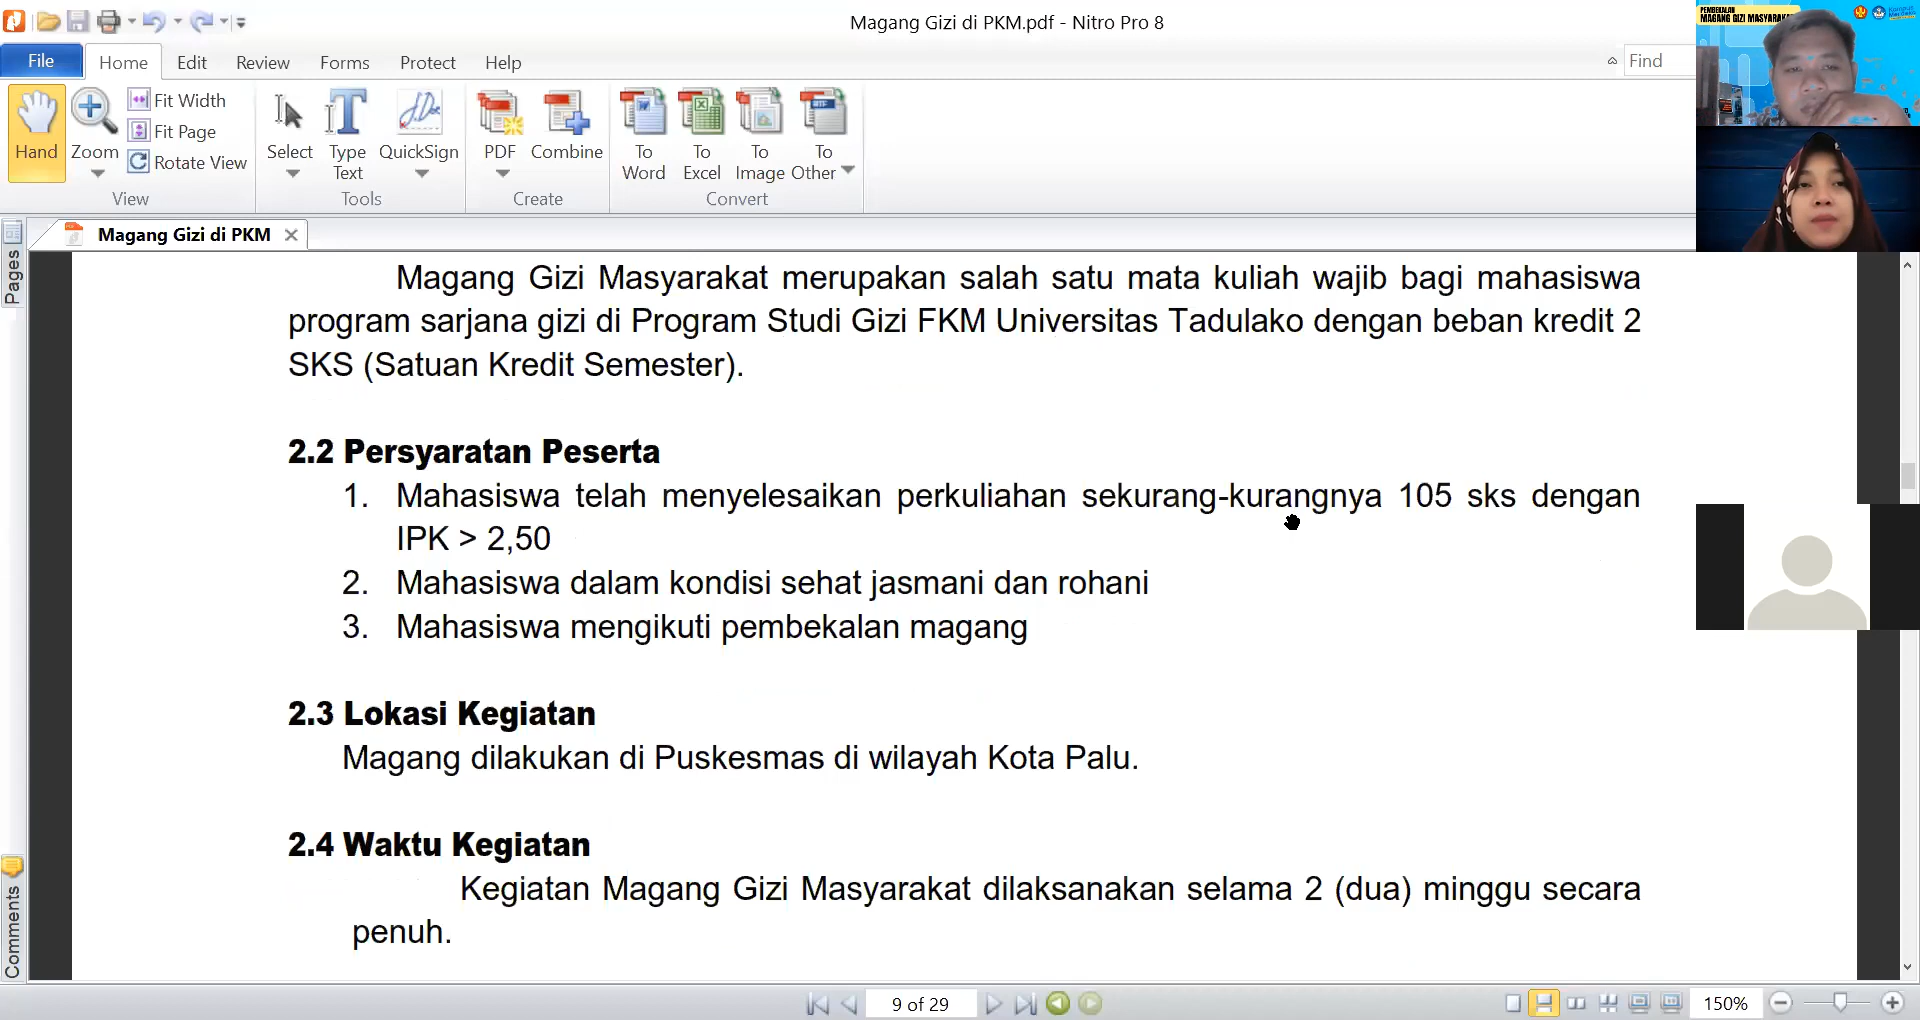 Magang Gizi di PKM.pdf - Nitro Pro 8
File Home Edit Review Forms Protect Help Find
Hand
Zoom
Fit Width
Fit Page
Rotate View
View
Select
Type Text
QuickSign
Tools
PDF
Combine
Create
To Word
To Excel
To Image
To Other
Convert
PEMBEKALAN
MAGANG GIZI MASYARAKAT
Pages
Magang Gizi di PKM
Magang Gizi Masyarakat merupakan salah satu mata kuliah wajib bagi mahasiswa
program sarjana gizi di Program Studi Gizi FKM Universitas Tadulako dengan beban kredit 2
SKS (Satuan Kredit Semester).
2.2 Persyaratan Peserta
1. Mahasiswa telah menyelesaikan perkuliahan sekurang-kurangnya 105 sks dengan
IPK > 2,50
2. Mahasiswa dalam kondisi sehat jasmani dan rohani
3. Mahasiswa mengikuti pembekalan magang
2.3 Lokasi Kegiatan
Magang dilakukan di Puskesmas di wilayah Kota Palu.
2.4 Waktu Kegiatan
Kegiatan Magang Gizi Masyarakat dilaksanakan selama 2 (dua) minggu secara
penuh.
Comments
9 of 29
150%